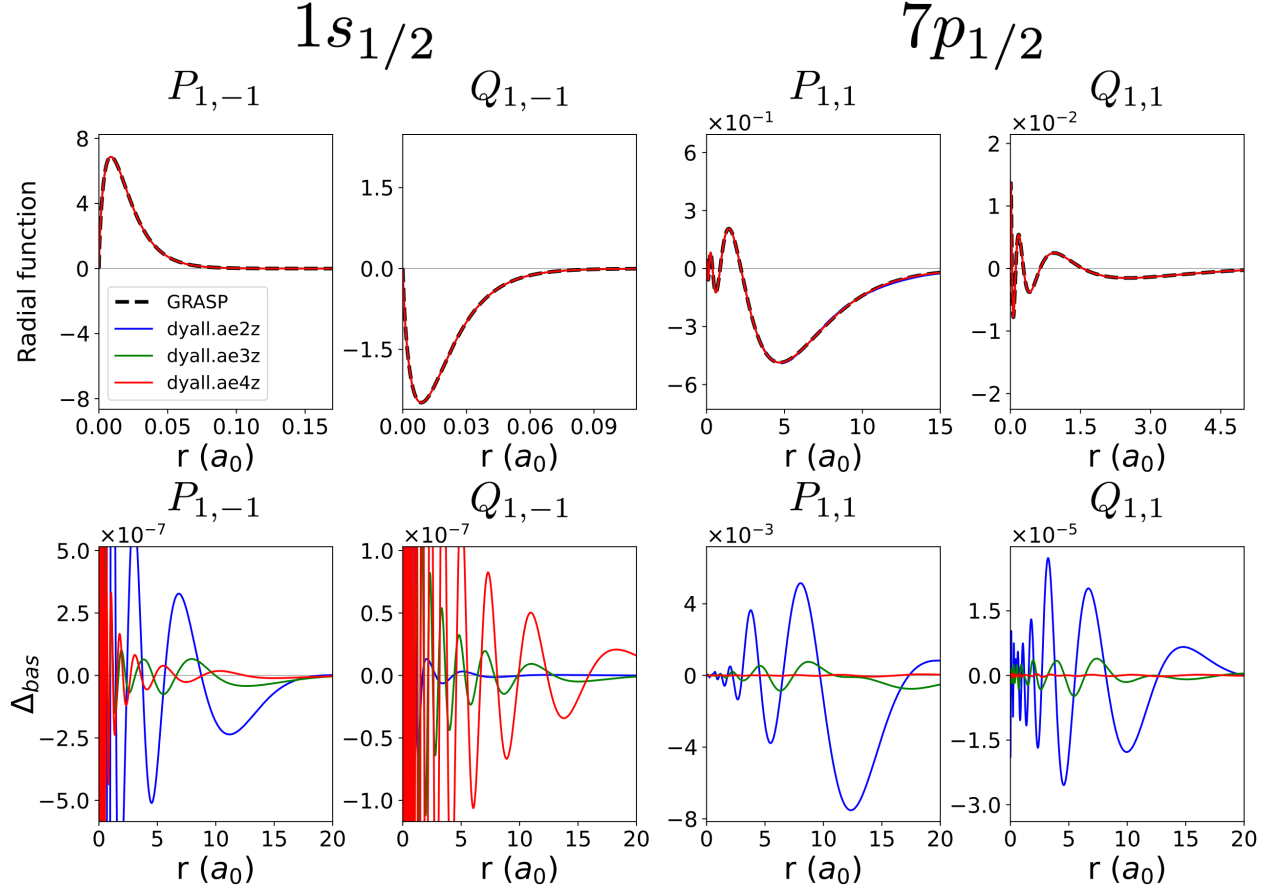 1s1/2 7p1/2
P1,−1 Q1,−1 P1,1 Q1,1
×10−1 ×10−2
8 4 0 −4 −8
1.5 0.0 −1.5
6 3 0 −3 −6
2 1 0 −1 −2
Radial function
GRASP
dyall.ae2z
dyall.ae3z
dyall.ae4z
0.00 0.05 0.10 0.15 0.00 0.03 0.06 0.09 0 5 10 15 0.0 1.5 3.0 4.5
r (a0) r (a0) r (a0) r (a0)
P1,−1 Q1,−1 P1,1 Q1,1
×10−7 ×10−7 ×10−3 ×10−5
5.0 2.5 0.0 −2.5 −5.0
1.0 0.5 0.0 −0.5 −1.0
4 0 −4 −8
1.5 0.0 −1.5 −3.0
Δbas
0 5 10 15 20 0 5 10 15 20 0 5 10 15 20 0 5 10 15 20
r (a0) r (a0) r (a0) r (a0)